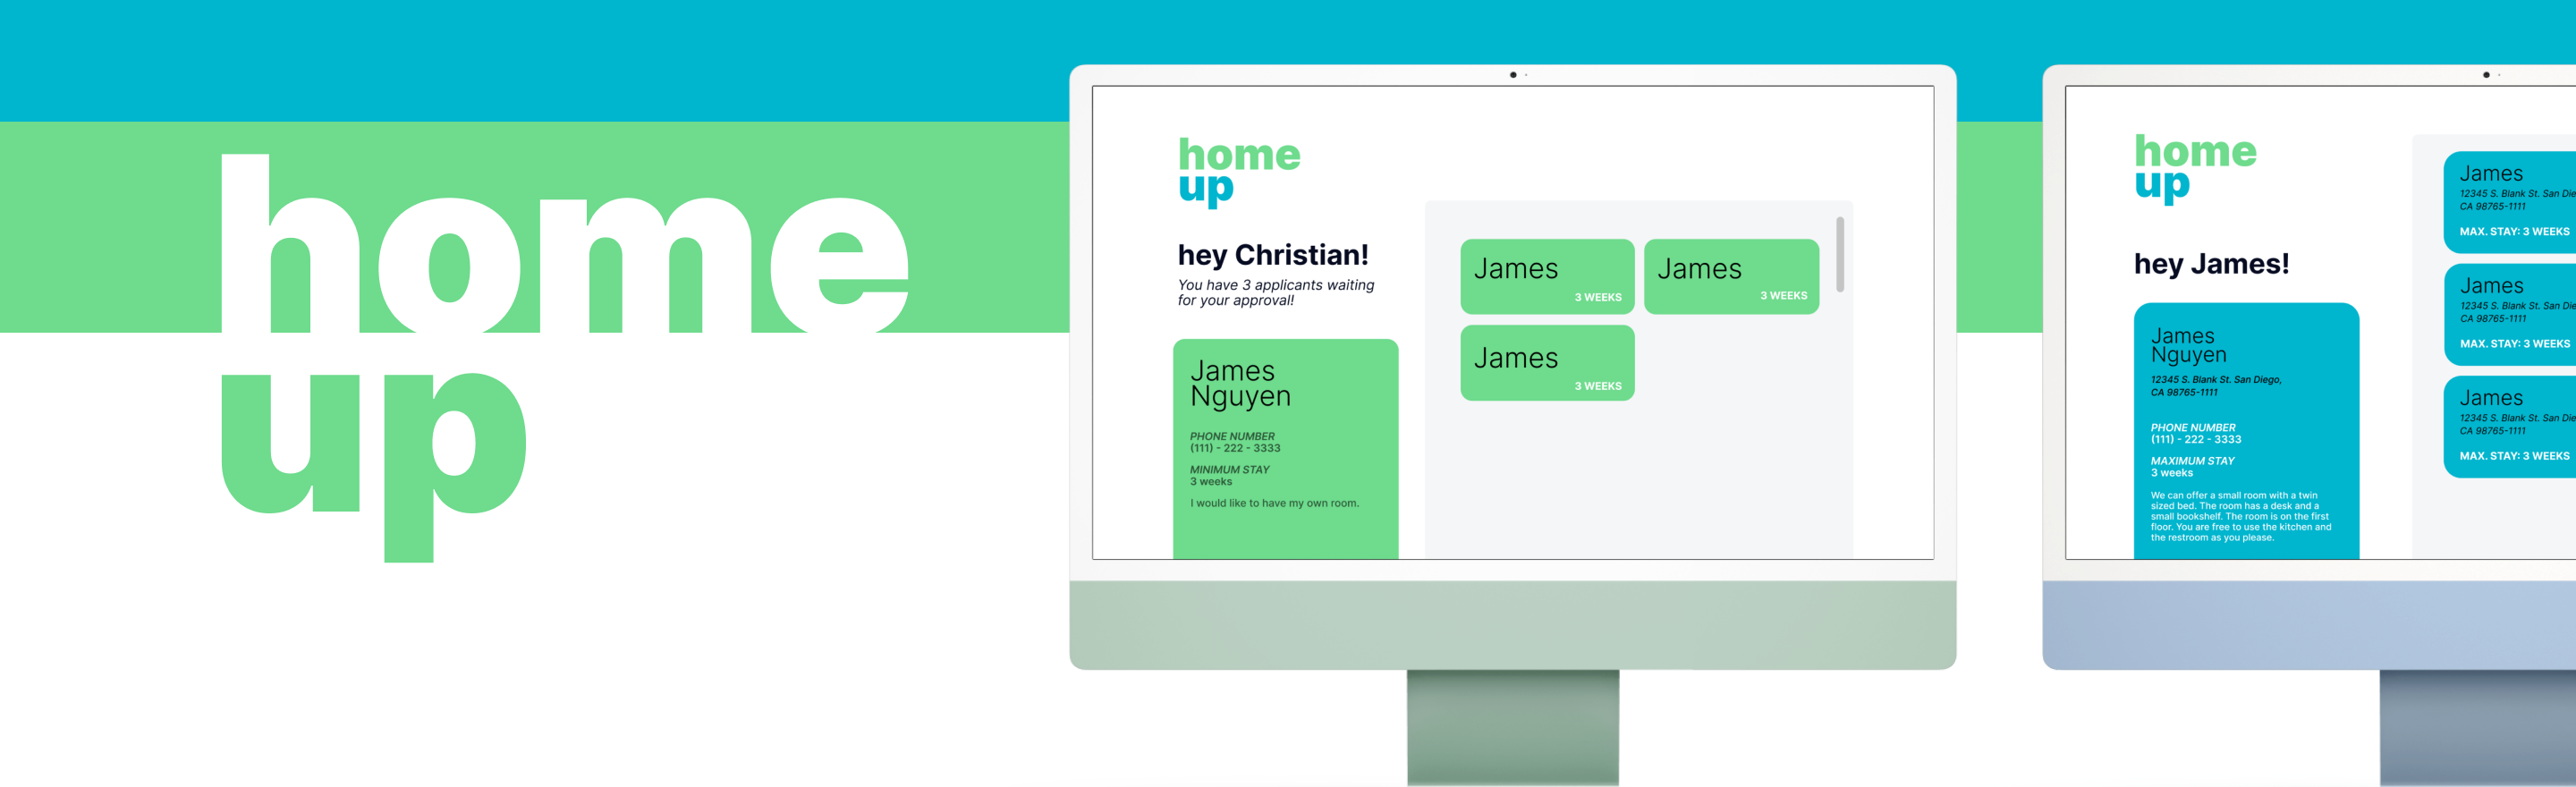 home
up
home
up
hey Christian!
You have 3 applicants waiting
for your approval!
James
Nguyen
PHONE NUMBER
(111) - 222 - 3333
MINIMUM STAY
3 weeks
I would like to have my own room.
James
3 WEEKS
James
3 WEEKS
James
3 WEEKS
home
up
hey James!
James
Nguyen
12345 S. Blank St. San Diego,
CA 98765-1111
PHONE NUMBER
(111) - 222 - 3333
MAXIMUM STAY
3 weeks
We can offer a small room with a twin
sized bed. The room has a desk and a
small bookshelf. The room is on the first
floor. You are free to use the kitchen and
the restroom as you please.
James
12345 S. Blank St. San Die
CA 98765-1111
MAX. STAY: 3 WEEKS
James
12345 S. Blank St. San Die
CA 98765-1111
MAX. STAY: 3 WEEKS
James
12345 S. Blank St. San Die
CA 98765-1111
MAX. STAY: 3 WEEKS